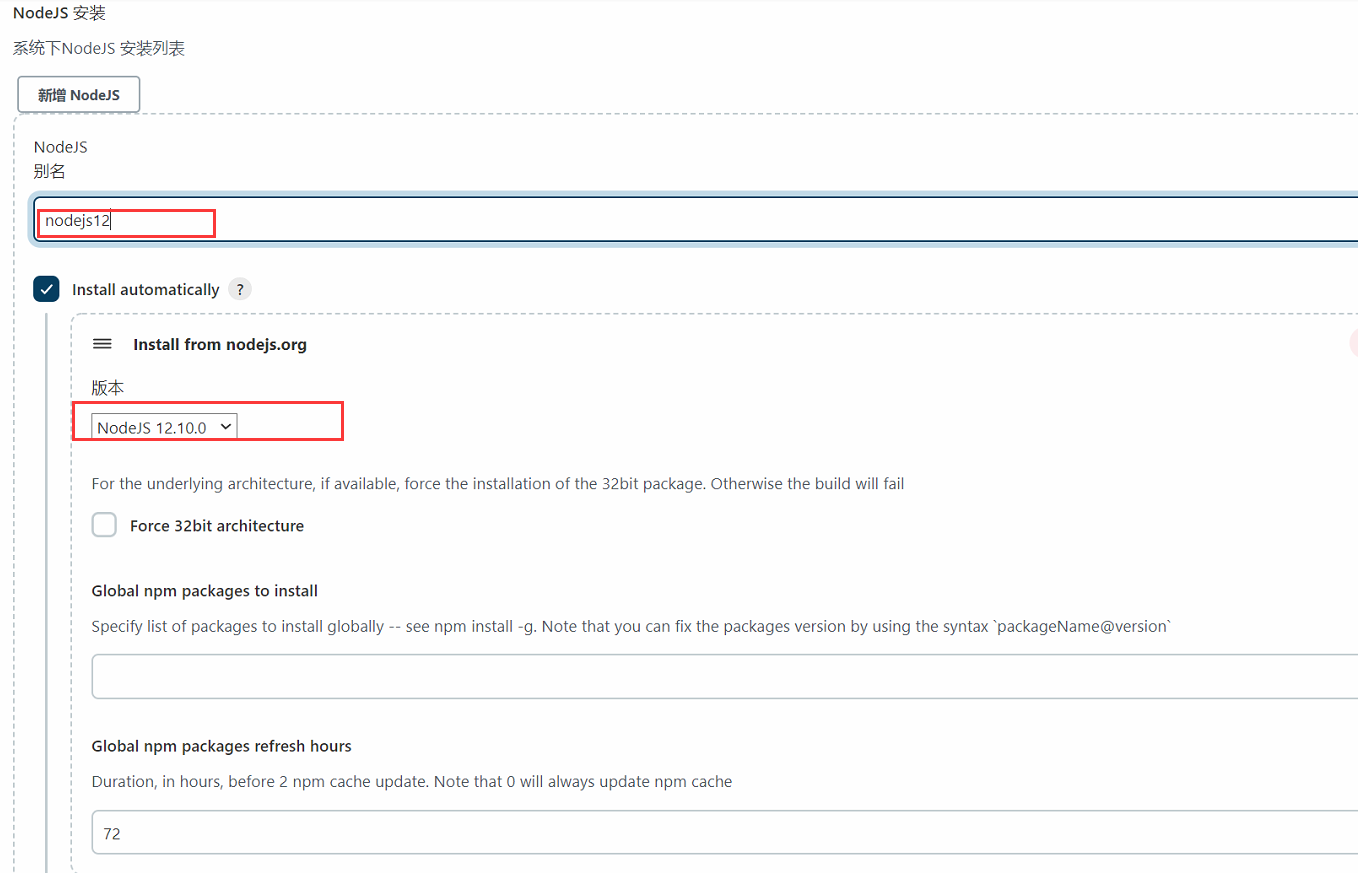 NodeJS 安装
系统下NodeJS 安装列表
新增 NodeJS
NodeJS
别名
nodejs12
Install automatically ?
Install from nodejs.org
版本
NodeJS 12.10.0
For the underlying architecture, if available, force the installation of the 32bit package. Otherwise the build will fail
Force 32bit architecture
Global npm packages to install
Specify list of packages to install globally -- see npm install -g. Note that you can fix the packages version by using the syntax `packageName@version`
Global npm packages refresh hours
Duration, in hours, before 2 npm cache update. Note that 0 will always update npm cache
72